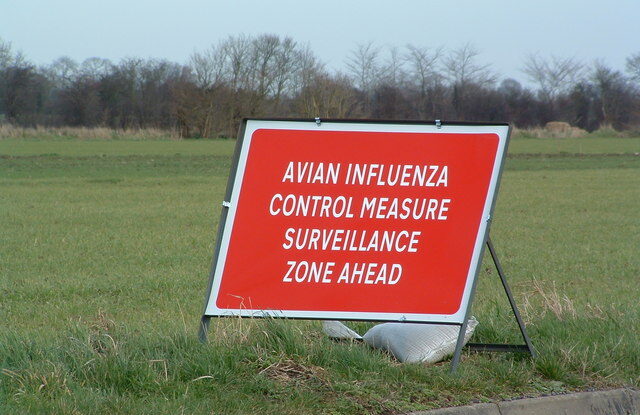 AVIAN INFLUENZA
CONTROL MEASURE
SURVEILLANCE
ZONE AHEAD